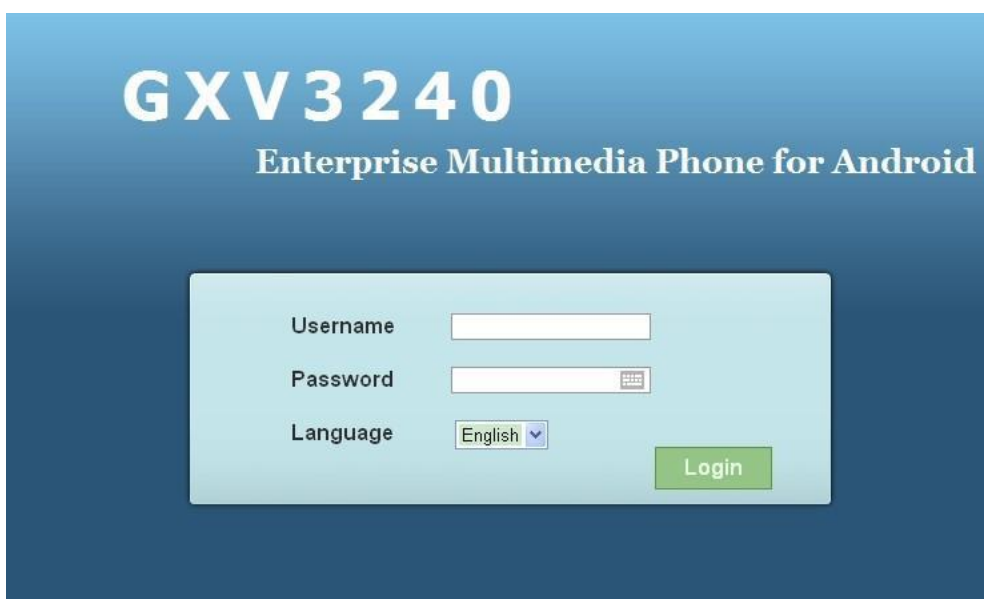 GXV3240
Enterprise Multimedia Phone for Android
Username
Password
Language English
Login